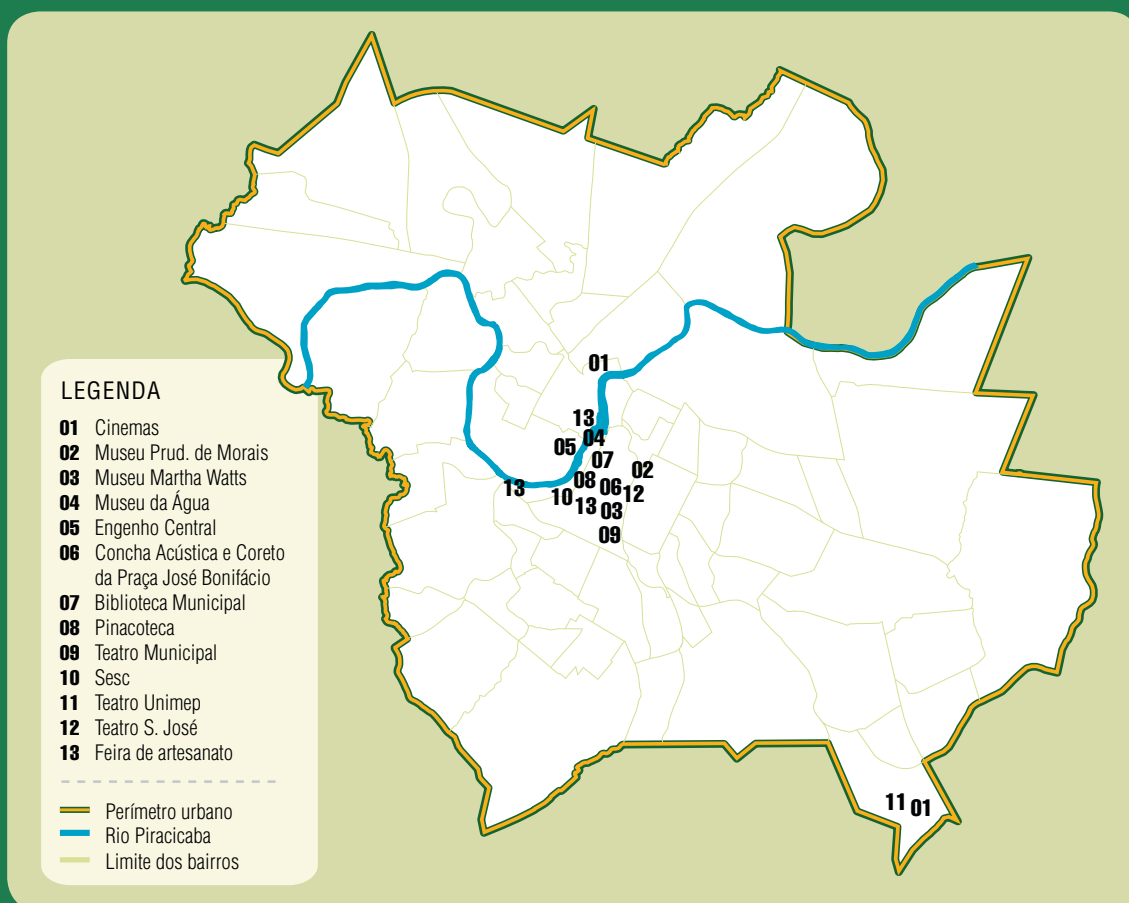 01
13
04
05
07
02
08
06
12
13
10
13
03
09
LEGENDA
01 Cinemas
02 Museu Prud. de Morais
03 Museu Martha Watts
04 Museu da Água
05 Engenho Central
06 Concha Acústica e Coreto
da Praça José Bonifácio
07 Biblioteca Municipal
08 Pinacoteca
09 Teatro Municipal
10 Sesc
11 Teatro Unimep
12 Teatro S. José
13 Feira de artesanato
Perímetro urbano
Rio Piracicaba
Limite dos bairros
11 01